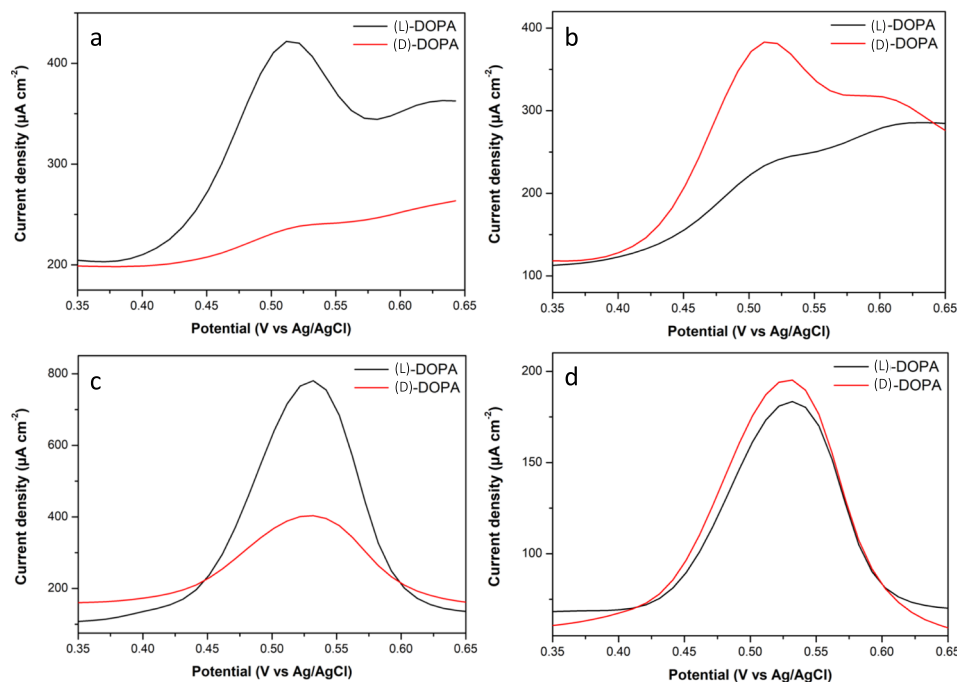 a
(L)-DOPA
(D)-DOPA
400
300
200
Current density (µA cm⁻²)
0.35 0.40 0.45 0.50 0.55 0.60 0.65
Potential (V vs Ag/AgCl)
b
(L)-DOPA
(D)-DOPA
400
300
200
100
Current density (µA cm⁻²)
0.35 0.40 0.45 0.50 0.55 0.60 0.65
Potential (V vs Ag/AgCl)
c
(L)-DOPA
(D)-DOPA
800
600
400
200
Current density (µA cm⁻²)
0.35 0.40 0.45 0.50 0.55 0.60 0.65
Potential (V vs Ag/AgCl)
d
(L)-DOPA
(D)-DOPA
200
150
100
Current density (µA cm⁻²)
0.35 0.40 0.45 0.50 0.55 0.60 0.65
Potential (V vs Ag/AgCl)